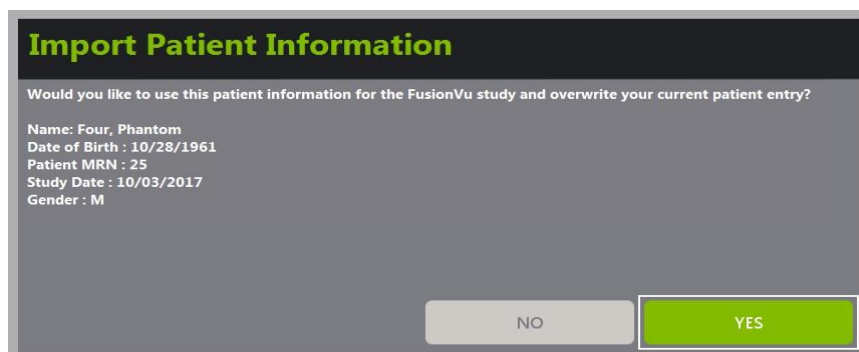 Import Patient Information
Would you like to use this patient information for the FusionVu study and overwrite your current patient entry?
Name: Four, Phantom
Date of Birth : 10/28/1961
Patient MRN : 25
Study Date : 10/03/2017
Gender : M
NO
YES